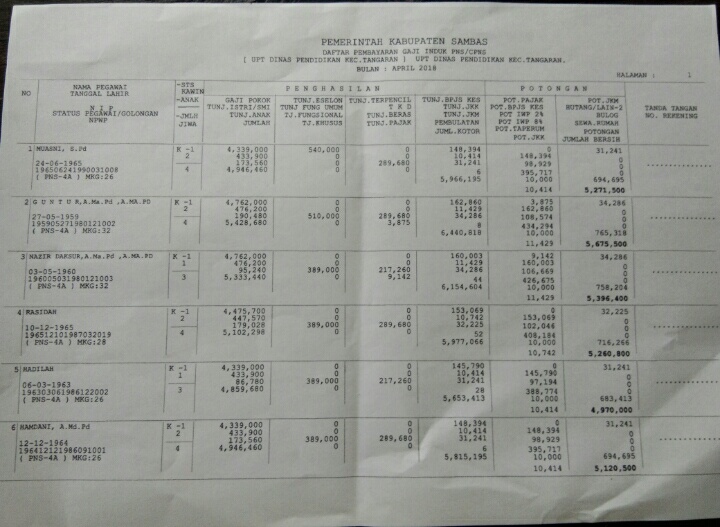 PEMERINTAH KABUPATEN SAMBAS
DAFTAR PEMBAYARAN GAJI INDUK PNS/CPNS
[ UPT DINAS PENDIDIKAN KEC.TANGARAN ) UPT DINAS PENDIDIKAN KEC.TANGARAN.
BULAN : APRIL 2018
HALAMAN : 1
NO NAMA PEGAWAI TANGGAL LAHIR N I P STATUS PEGAWAI/GOLONGAN NPWP
-STS KAWIN -ANAK -JMLH JIWA
P E N G H A S I L A N
P O T O N G A N
GAJI POKOK TUNJ.ISTRI/SMI TUNJ.ANAK JUMLAH
TUNJ.ESELON TUNJ FUNG UMUM TJ.FUNGSIONAL TJ.KHUSUS
TUNJ.TERPENCIL T K D TUNJ.BERAS TUNJ.PAJAK
TUNJ.BPJS KES TUNJ.JKK TUNJ.JKM PEMBULATAN JUML.KOTOR
POT.PAJAK POT.BPJS KES POT IWP 2% POT IWP 8% POT.TAPERUM POT.JKK
POT.JKM HUTANG/LAIN-2 BULOG SEWA.RUMAH POTONGAN JUMLAH BERSIH
TANDA TANGAN NO. REKENING
1 MUASNI, S.Pd K -1 4,339,000 540,000 0 148,394 0 31,241
2 433,900 0 0 10,414 148,394 0
24-06-1965 173,560 0 289,680 31,241 98,929 0
196506241990031008 4 4,946,460 0 0 6 395,717 0
( PNS-4A ) MKG:26 5,966,195 10,000 694,695
10,414 5,271,500
2 G U N T U R,A.Ma.Pd ,A.MA.PD K -1 4,762,000 0 0 162,860 3,875 34,286
2 476,200 0 0 11,429 162,860 0
27-05-1959 190,480 510,000 289,680 34,286 108,574 0
195905271980121002 4 5,428,680 0 3,875 8 434,294 0
( PNS-4A ) MKG:32 6,440,818 10,000 765,318
11,429 5,675,500
3 NAZIR DAKSUR,A.Ma.Pd ,A.MA.PD K -1 4,762,000 0 0 160,003 9,142 34,286
1 476,200 0 0 11,429 160,003 0
03-05-1960 95,240 389,000 217,260 34,286 106,669 0
196005031980121003 3 5,333,440 0 9,142 44 426,675 0
( PNS-4A ) MKG:32 6,154,604 10,000 758,204
11,429 5,396,400
4 RASIDAH K -1 4,475,700 0 0 153,069 0 32,225
2 447,570 0 0 10,742 153,069 0
10-12-1965 179,028 389,000 289,680 32,225 102,046 0
196512101987032019 4 5,102,298 0 0 52 408,184 0
( PNS-4A ) MKG:28 5,977,066 10,000 716,266
10,742 5,260,800
5 HADILAH K -1 4,339,000 0 0 145,790 0 31,241
1 433,900 0 0 10,414 145,790 0
06-03-1963 86,780 389,000 217,260 31,241 97,194 0
196303061986122002 3 4,859,680 0 0 28 388,774 0
( PNS-4A ) MKG:26 5,653,413 10,000 683,413
10,414 4,970,000
6 HAMDANI, A.Md.Pd K -1 4,339,000 0 0 148,394 0 31,241
2 433,900 0 0 10,414 148,394 0
12-12-1964 173,560 389,000 289,680 31,241 98,929 0
196412121986091001 4 4,946,460 0 0 6 395,717 0
( PNS-4A ) MKG:26 5,815,195 10,000 694,695
10,414 5,120,500